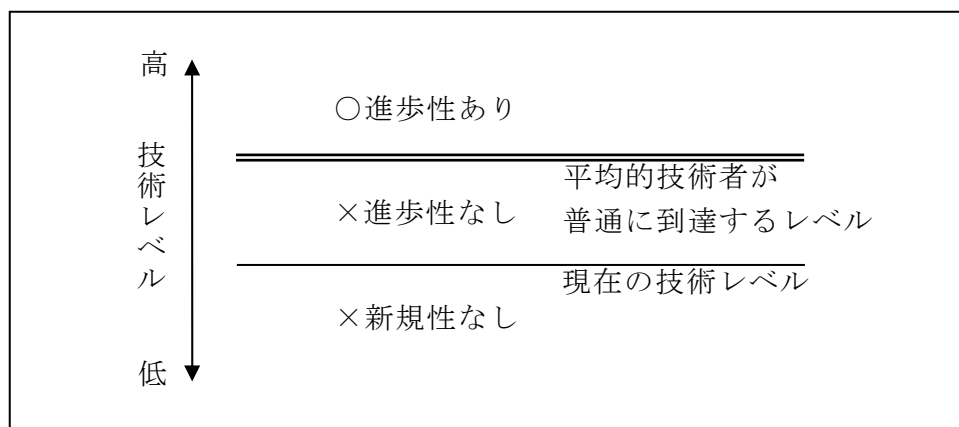 高
○進歩性あり
技術レベル
平均的技術者が
×進歩性なし
普通に到達するレベル
現在の技術レベル
×新規性なし
低